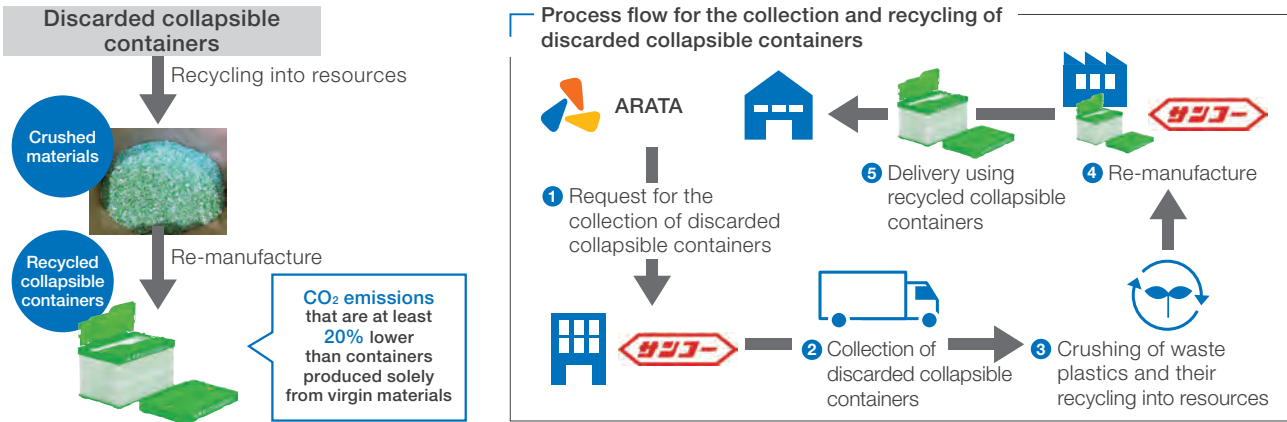 Discarded collapsible
containers
Recycling into resources
Crushed
materials
Re-manufacture
Recycled
collapsible
containers
CO₂ emissions
that are at least
20% lower
than containers
produced solely
from virgin materials
Process flow for the collection and recycling of
discarded collapsible containers
ARATA
1 Request for the
collection of discarded
collapsible containers
サンコー
2 Collection of
discarded collapsible
containers
3 Crushing of waste
plastics and their
recycling into resources
サンコー
4 Re-manufacture
5 Delivery using
recycled collapsible
containers